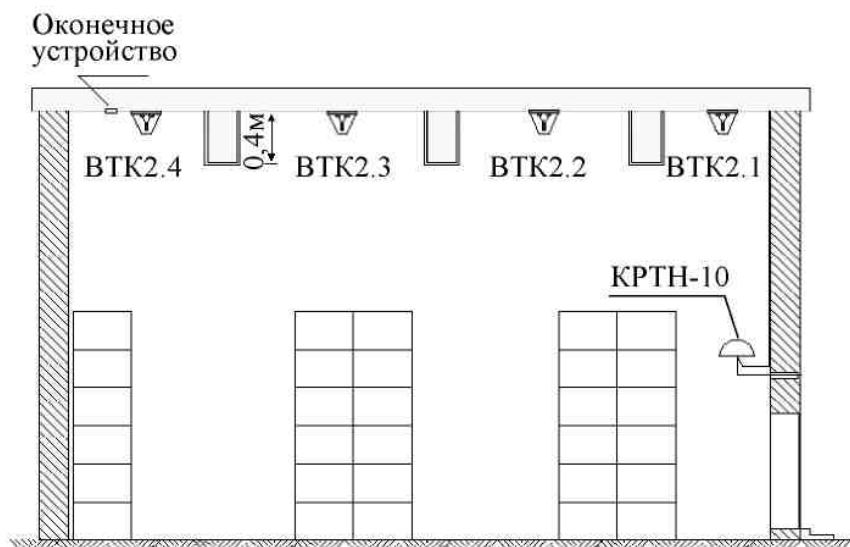 Оконечное
устройство
0,4м
ВТК2.4
ВТК2.3
ВТК2.2
ВТК2.1
КРТН-10